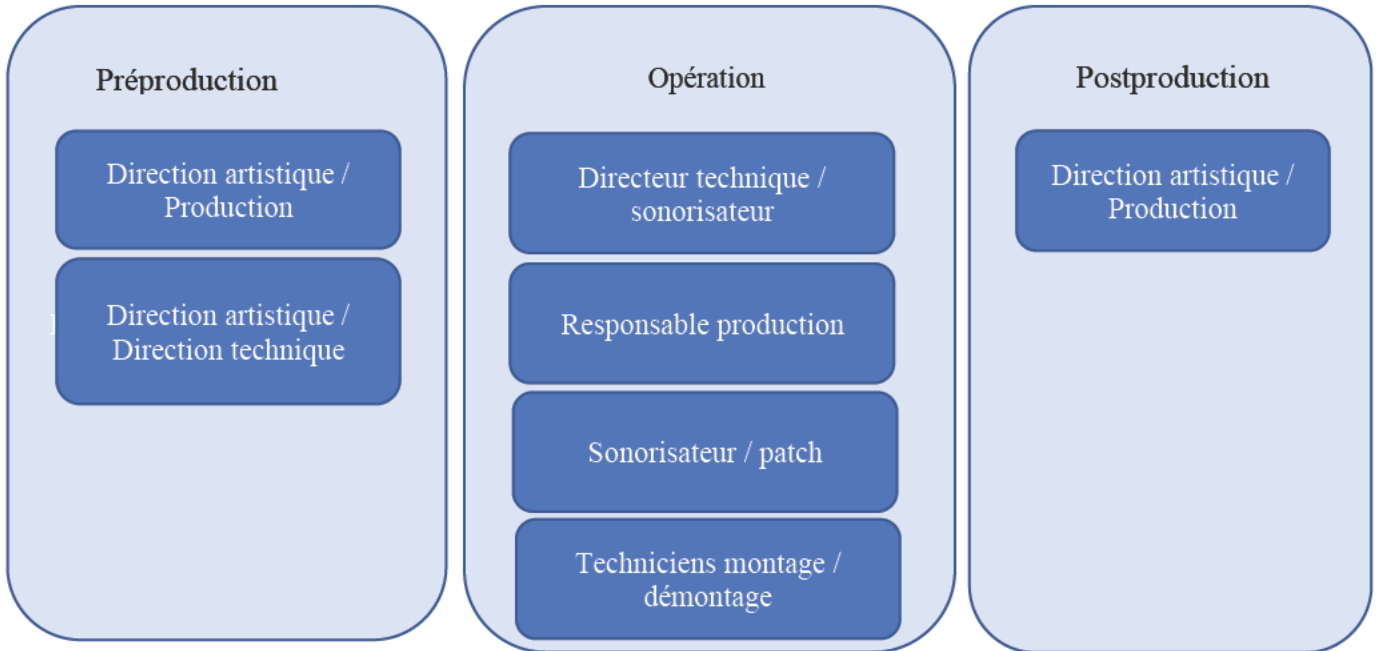 Préproduction
Direction artistique /
Production
Direction artistique /
Direction technique
Opération
Directeur technique /
sonorisateur
Responsable production
Sonorisateur / patch
Techniciens montage /
démontage
Postproduction
Direction artistique /
Production